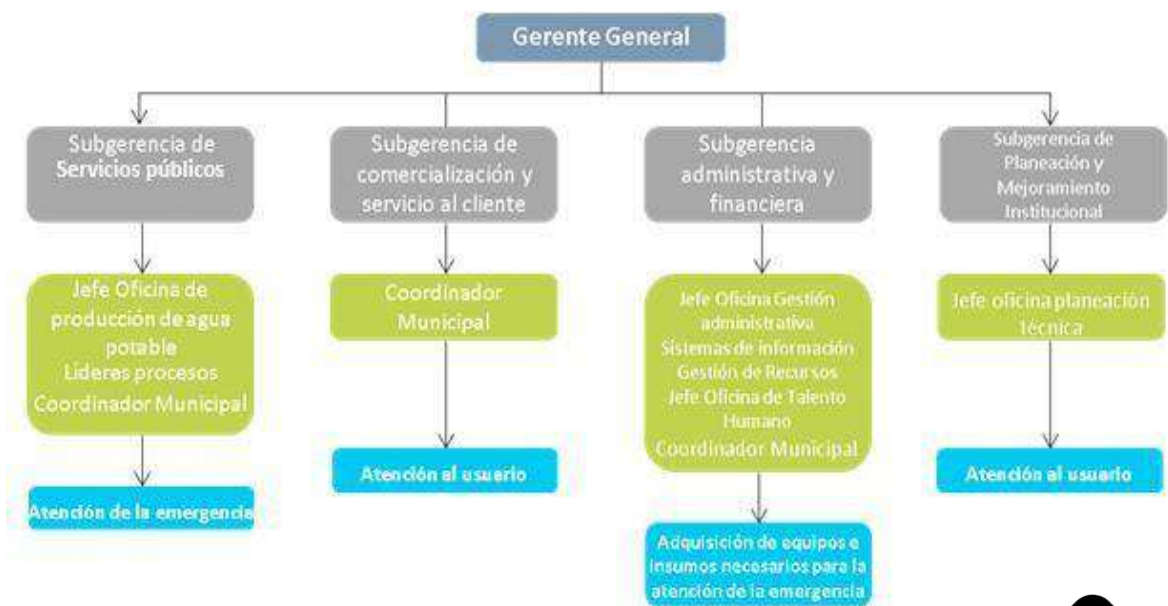 Gerente General
Subgerencia de
Servicios públicos
Subgerencia de
comercialización y
servicio al cliente
Subgerencia
administrativa y
financiera
Subgerencia de
Planeación y
Mejoramiento
Institucional
Jefe Oficina de
producción de agua
potable
Lideres procesos
Coordinador Municipal
Coordinador
Municipal
Jefe Oficina Gestión
administrativa
Sistemas de información
Gestión de Recursos
Jefe Oficina de Talento
Humano
Coordinador Municipal
Jefe oficina planeación
técnica
Atención de la emergencia
Atención al usuario
Adquisición de equipos e
insumos necesarios para la
atención de la emergencia
Atención al usuario